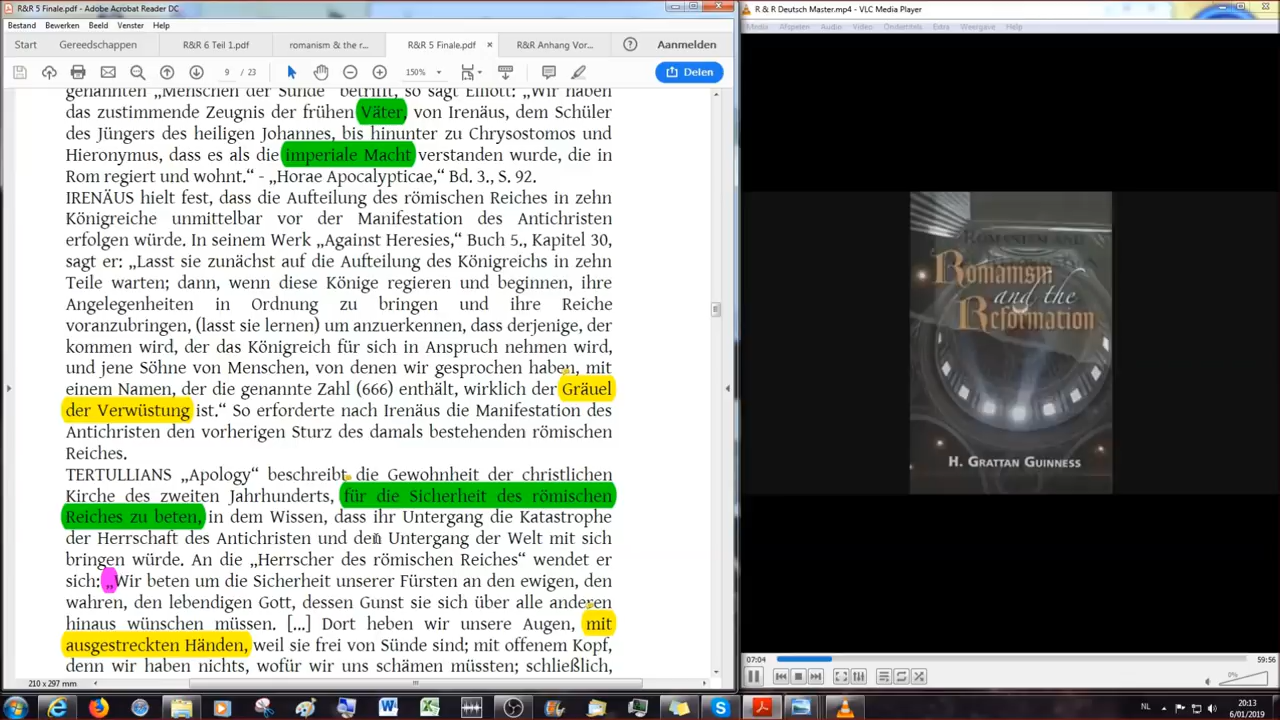 R&R 5 Finale.pdf - Adobe Acrobat Reader DC
Bestand Bewerken Beeld Venster Help
Start Gereedschappen R&R 6 Teil 1.pdf romanism & the r... R&R 5 Finale.pdf × R&R Anhang Vor... Aanmelden
9 / 23 150% Delen
genannten „Menschen der Sünde“ betrifft, so sagt Elliott: „Wir haben
das zustimmende Zeugnis der frühen Väter, von Irenäus, dem Schüler
des Jüngers des heiligen Johannes, bis hinunter zu Chrysostomos und
Hieronymus, dass es als die imperiale Macht verstanden wurde, die in
Rom regiert und wohnt.“ - „Horae Apocalypticae,“ Bd. 3., S. 92.
IRENÄUS hielt fest, dass die Aufteilung des römischen Reiches in zehn
Königreiche unmittelbar vor der Manifestation des Antichristen
erfolgen würde. In seinem Werk „Against Heresies,“ Buch 5., Kapitel 30,
sagt er: „Lasst sie zunächst auf die Aufteilung des Königreichs in zehn
Teile warten; dann, wenn diese Könige regieren und beginnen, ihre
Angelegenheiten in Ordnung zu bringen und ihre Reiche
voranzubringen, (lasst sie lernen) um anzuerkennen, dass derjenige, der
kommen wird, der das Königreich für sich in Anspruch nehmen wird,
und jene Söhne von Menschen, von denen wir gesprochen haben, mit
einem Namen, der die genannte Zahl (666) enthält, wirklich der Gräuel
der Verwüstung ist.“ So erforderte nach Irenäus die Manifestation des
Antichristen den vorherigen Sturz des damals bestehenden römischen
Reiches.
TERTULLIANS „Apology“ beschreibt die Gewohnheit der christlichen
Kirche des zweiten Jahrhunderts, für die Sicherheit des römischen
Reiches zu beten, in dem Wissen, dass ihr Untergang die Katastrophe
der Herrschaft des Antichristen und den Untergang der Welt mit sich
bringen würde. An die „Herrscher des römischen Reiches“ wendet er
sich: „Wir beten um die Sicherheit unserer Fürsten an den ewigen, den
wahren, den lebendigen Gott, dessen Gunst sie sich über alle anderen
hinaus wünschen müssen. [...] Dort heben wir unsere Augen, mit
ausgestreckten Händen, weil sie frei von Sünde sind; mit offenem Kopf,
denn wir haben nichts, wofür wir uns schämen müssten; schließlich,
210 x 297 mm
R & R Deutsch Master.mp4 - VLC Media Player
Media Afspelen Audio Video Ondertitels Extra Weergave Help
ROMANISM AND
Romanism
and the
Reformation
H. GRATTAN GUINNESS
07:04 59:56
0%
NL 20:13
6/01/2019